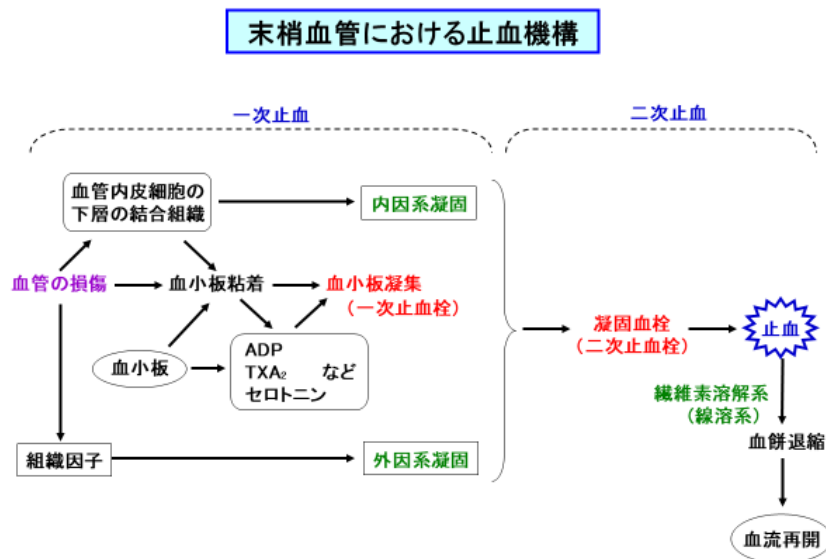 末梢血管における止血機構
一次止血
二次止血
血管内皮細胞の
下層の結合組織
内因系凝固
血管の損傷
血小板粘着
血小板凝集
(一次止血栓)
血小板
ADP
TXA₂ など
セロトニン
凝固血栓
(二次止血栓)
止血
繊維素溶解系
(線溶系)
血餅退縮
組織因子
外因系凝固
血流再開